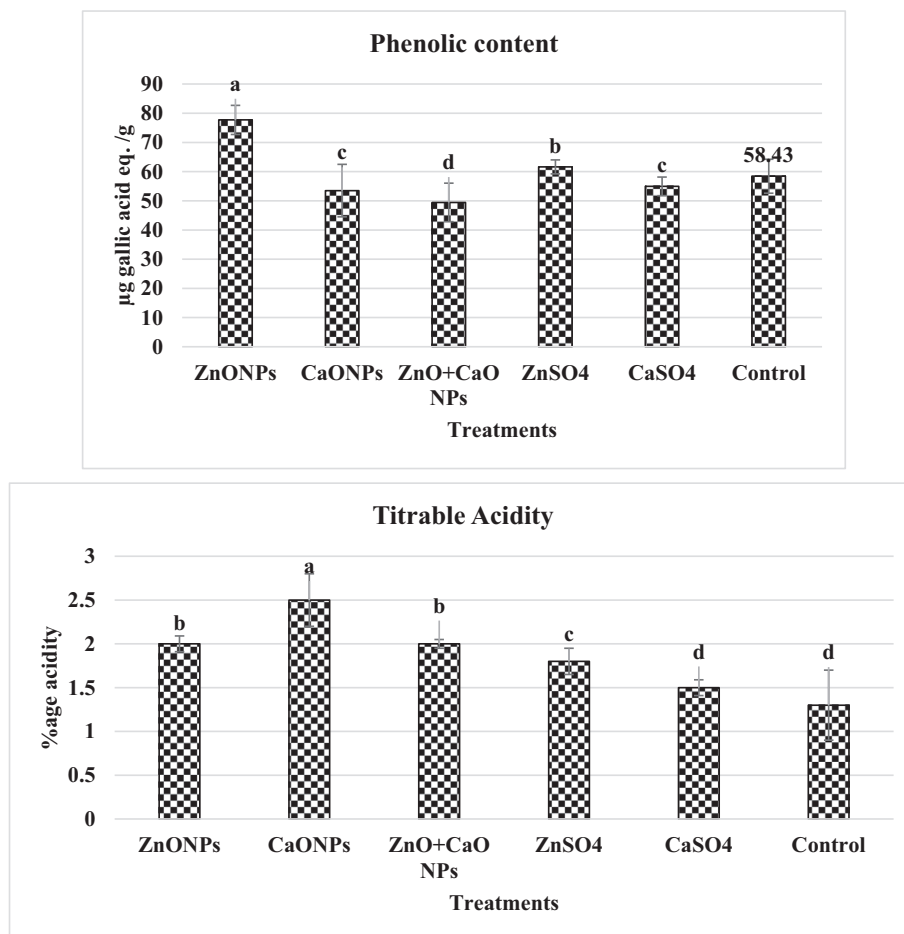 Phenolic content
µg gallic acid eq. /g
90
80
70
60
50
40
30
20
10
0
a
c
d
b
c
58.43
ZnONPs CaONPs ZnO+CaO ZnSO4 CaSO4 Control
NPs
Treatments
Titrable Acidity
%age acidity
3
2.5
2
1.5
1
0.5
0
b
a
b
c
d
d
ZnONPs CaONPs ZnO+CaO ZnSO4 CaSO4 Control
NPs
Treatments